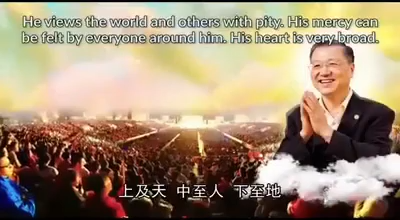 He views the world and others with pity. His mercy can
be felt by everyone around him. His heart is very broad.
上及天 中至人 下至地